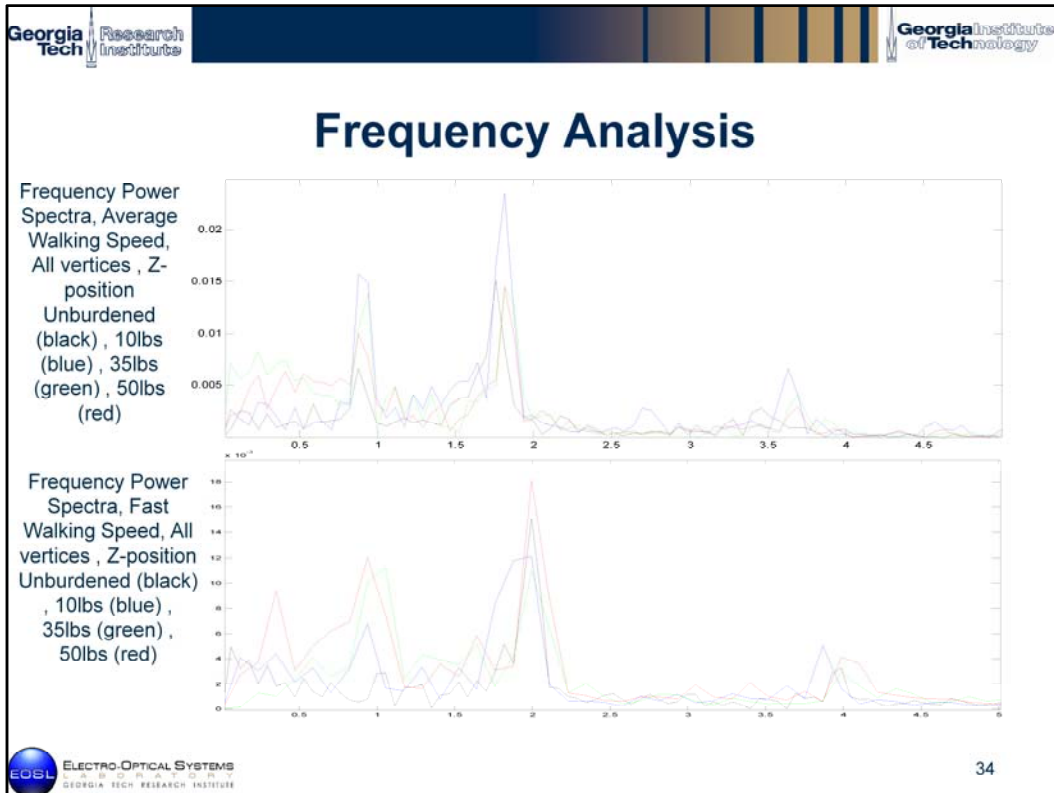 Georgia Research
Tech Institute
GeorgiaInstitute
ofTechnology
Frequency Analysis
Frequency Power
Spectra, Average
Walking Speed,
All vertices , Z-
position
Unburdened
(black) , 10lbs
(blue) , 35lbs
(green) , 50lbs
(red)
0.02
0.015
0.01
0.005
0.5 1 1.5 2 2.5 3 3.5 4 4.5
Frequency Power
Spectra, Fast
Walking Speed, All
vertices , Z-position
Unburdened (black)
, 10lbs (blue) ,
35lbs (green) ,
50lbs (red)
18
16
14
12
10
8
6
4
2
0
0.5 1 1.5 2 2.5 3 3.5 4 4.5 5
EOSL ELECTRO-OPTICAL SYSTEMS
LABORATORY
GEORGIA TECH RESEARCH INSTITUTE
34